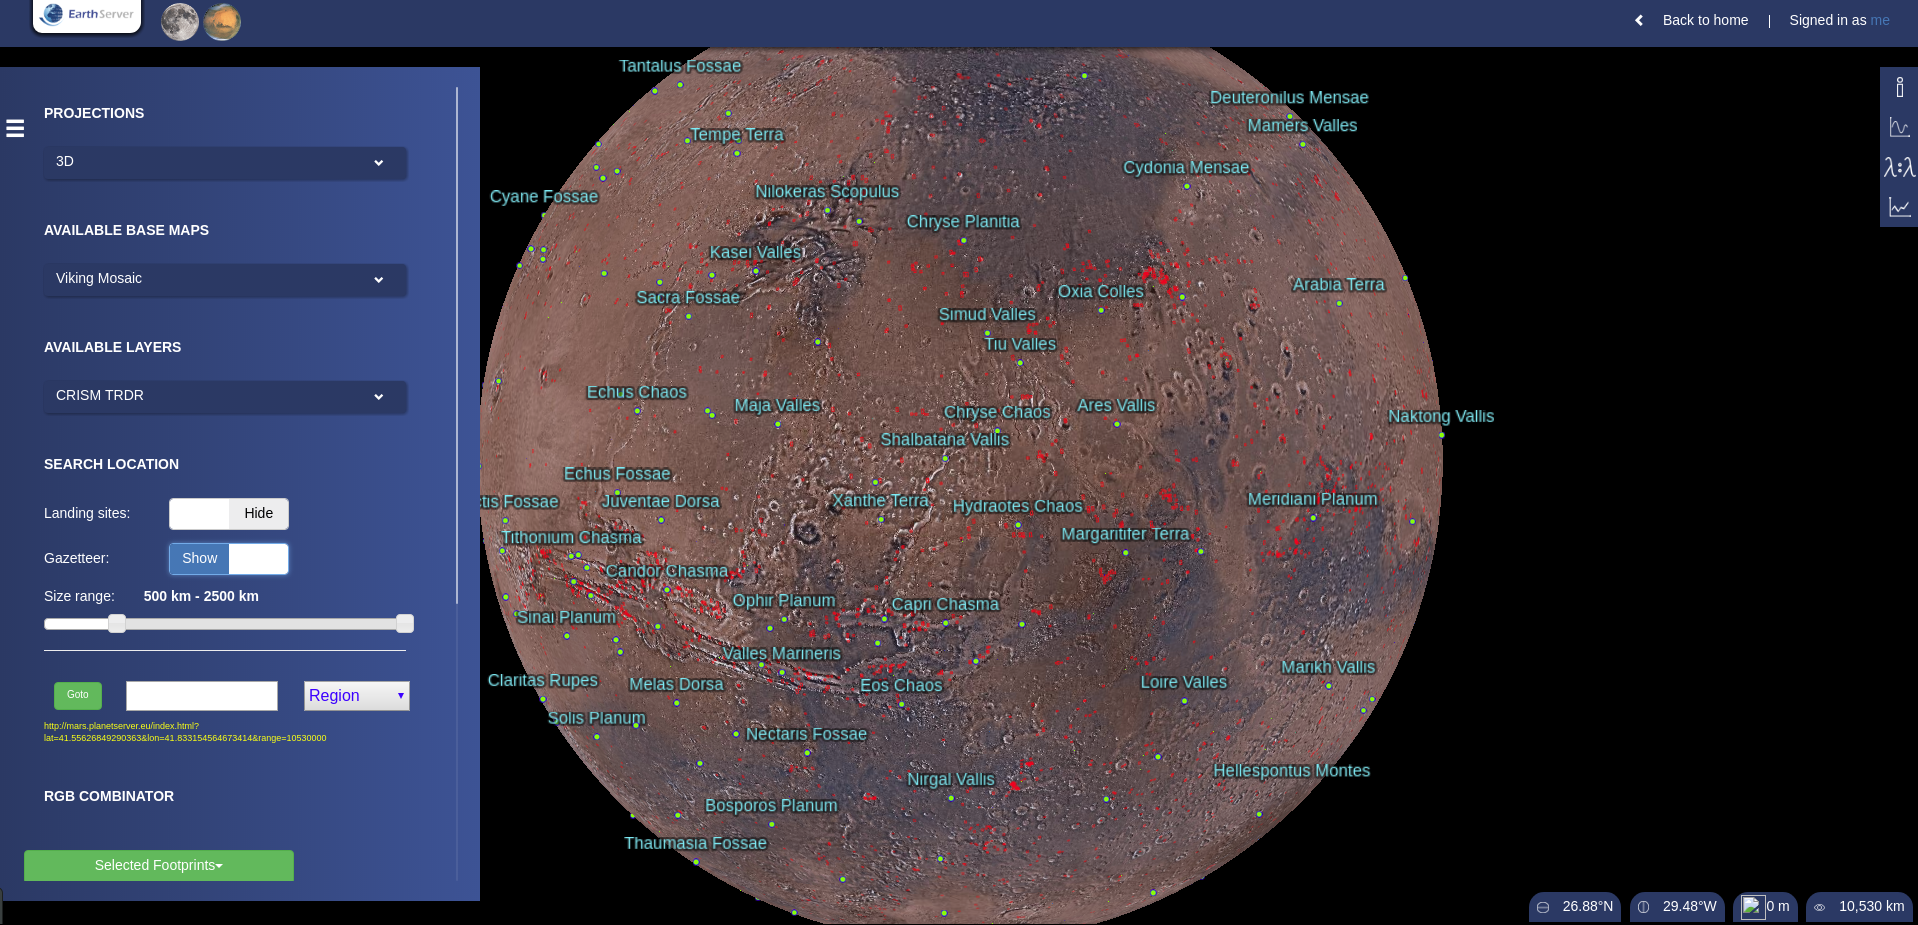 EarthServer
Back to home | Signed in as me
PROJECTIONS
3D
AVAILABLE BASE MAPS
Viking Mosaic
AVAILABLE LAYERS
CRISM TRDR
SEARCH LOCATION
Landing sites: Hide
Gazetteer: Show
Size range: 500 km - 2500 km
Goto Region
http://mars.planetserver.eu/index.html?
lat=41.55626849290363&lon=41.833154564673414&range=10530000
RGB COMBINATOR
Selected Footprints
Tantalus Fossae
Deuteronilus Mensae
Mamers Valles
Tempe Terra
Cydonia Mensae
Nilokeras Scopulus
Cyane Fossae
Chryse Planitia
Kasei Valles
Arabia Terra
Oxia Colles
Sacra Fossae
Simud Valles
Tiu Valles
Echus Chaos
Maja Valles
Ares Vallis
Chryse Chaos
Naktong Vallis
Shalbatana Vallis
Echus Fossae
tis Fossae
Juventae Dorsa
Xanthe Terra
Hydraotes Chaos
Meridiani Planum
Tithonium Chasma
Margaritifer Terra
Candor Chasma
Ophir Planum
Capri Chasma
Sinai Planum
Valles Marineris
Marikh Vallis
Claritas Rupes
Melas Dorsa
Eos Chaos
Loire Valles
Solis Planum
Nectaris Fossae
Hellespontus Montes
Nirgal Vallis
Bosporos Planum
Thaumasia Fossae
λ:λ
26.88°N
29.48°W
0 m
10,530 km